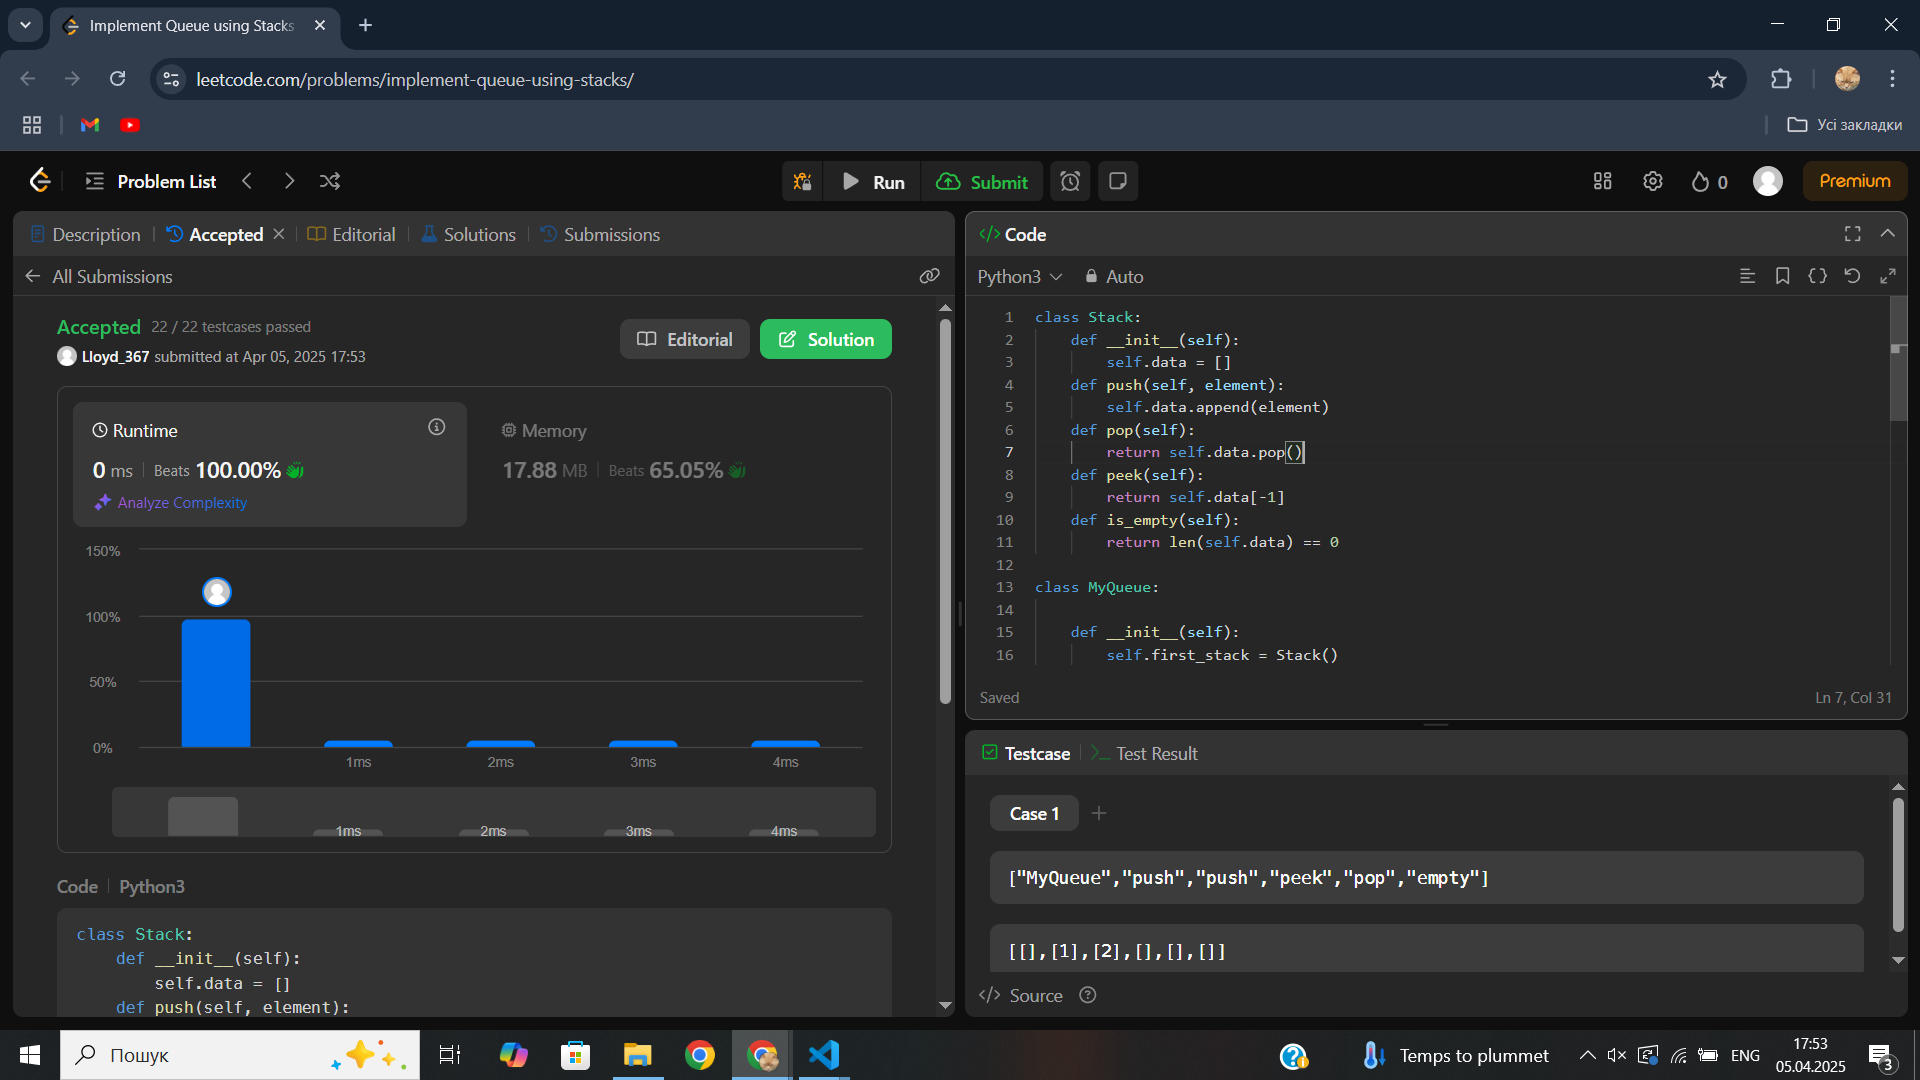 Implement Queue using Stacks
leetcode.com/problems/implement-queue-using-stacks/
Усі закладки
Problem List
Run
Submit
0
Premium
Description
Accepted
Editorial
Solutions
Submissions
All Submissions
Accepted 22 / 22 testcases passed
Lloyd_367 submitted at Apr 05, 2025 17:53
Editorial
Solution
Runtime
0 ms Beats 100.00%
Analyze Complexity
Memory
17.88 MB Beats 65.05%
150%
100%
50%
0%
1ms 2ms 3ms 4ms
1ms 2ms 3ms 4ms
Code Python3
class Stack:
def __init__(self):
self.data = []
def push(self, element):
</> Code
Python3
Auto
1 class Stack:
2 def __init__(self):
3 self.data = []
4 def push(self, element):
5 self.data.append(element)
6 def pop(self):
7 return self.data.pop()
8 def peek(self):
9 return self.data[-1]
10 def is_empty(self):
11 return len(self.data) == 0
12
13 class MyQueue:
14
15 def __init__(self):
16 self.first_stack = Stack()
Saved
Ln 7, Col 31
Testcase
Test Result
Case 1
["MyQueue","push","push","peek","pop","empty"]
[[],[1],[2],[],[],[]]
</> Source
Пошук
Temps to plummet
ENG
17:53
05.04.2025
3